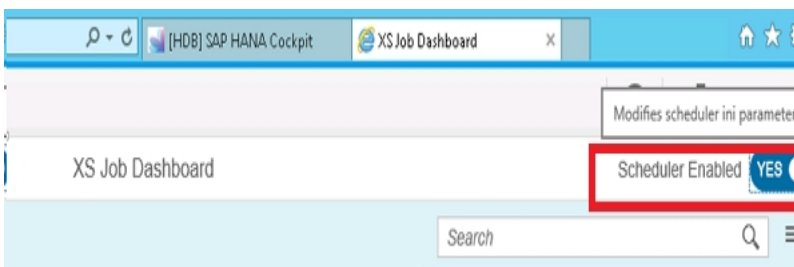 [HDB] SAP HANA Cockpit XS Job Dashboard
Modifies scheduler ini parameter
XS Job Dashboard Scheduler Enabled YES
Search